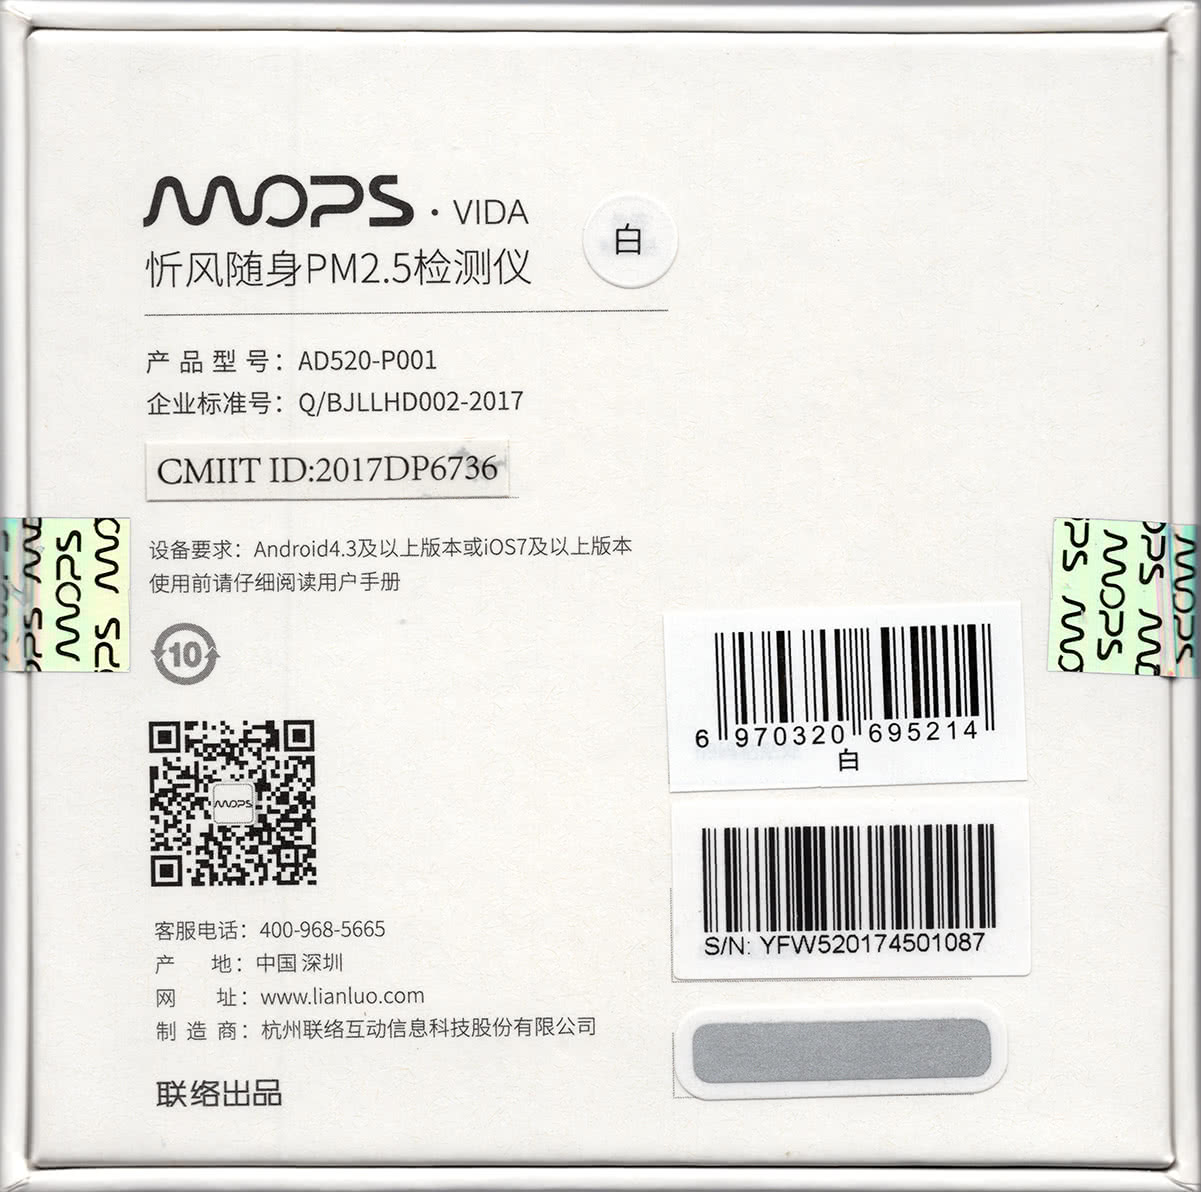 MOPS · VIDA
白
忻风随身PM2.5检测仪
产品型号：AD520-P001
企业标准号：Q/BJLLHD002-2017
CMIIT ID:2017DP6736
设备要求：Android4.3及以上版本或iOS7及以上版本
使用前请仔细阅读用户手册
MOPS
MOPS
10
6 970320 695214
白
MOPS
S/N: YFW520174501087
客服电话：400-968-5665
产 地：中国 深圳
网 址：www.lianluo.com
制造商：杭州联络互动信息科技股份有限公司
联络出品